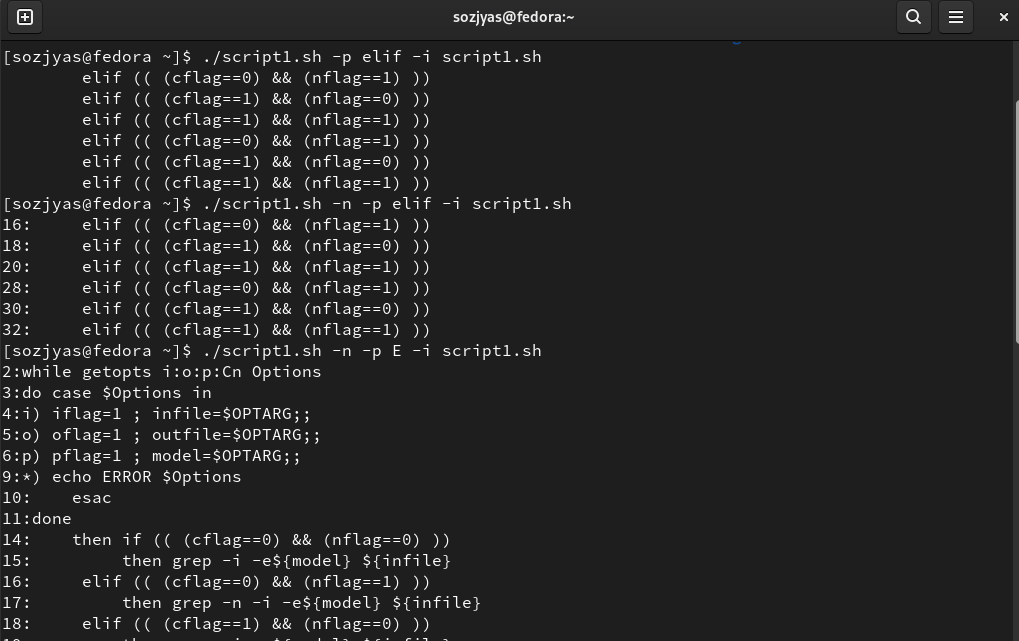 sozjyas@fedora:~
[sozjyas@fedora ~]$ ./script1.sh -p elif -i script1.sh
        elif (( (cflag==0) && (nflag==1) ))
        elif (( (cflag==1) && (nflag==0) ))
        elif (( (cflag==1) && (nflag==1) ))
        elif (( (cflag==0) && (nflag==1) ))
        elif (( (cflag==1) && (nflag==0) ))
        elif (( (cflag==1) && (nflag==1) ))
[sozjyas@fedora ~]$ ./script1.sh -n -p elif -i script1.sh
16:     elif (( (cflag==0) && (nflag==1) ))
18:     elif (( (cflag==1) && (nflag==0) ))
20:     elif (( (cflag==1) && (nflag==1) ))
28:     elif (( (cflag==0) && (nflag==1) ))
30:     elif (( (cflag==1) && (nflag==0) ))
32:     elif (( (cflag==1) && (nflag==1) ))
[sozjyas@fedora ~]$ ./script1.sh -n -p E -i script1.sh
2:while getopts i:o:p:Cn Options
3:do case $Options in
4:i) iflag=1 ; infile=$OPTARG;;
5:o) oflag=1 ; outfile=$OPTARG;;
6:p) pflag=1 ; model=$OPTARG;;
9:*) echo ERROR $Options
10:    esac
11:done
14:    then if (( (cflag==0) && (nflag==0) ))
15:         then grep -i -e${model} ${infile}
16:     elif (( (cflag==0) && (nflag==1) ))
17:         then grep -n -i -e${model} ${infile}
18:     elif (( (cflag==1) && (nflag==0) ))